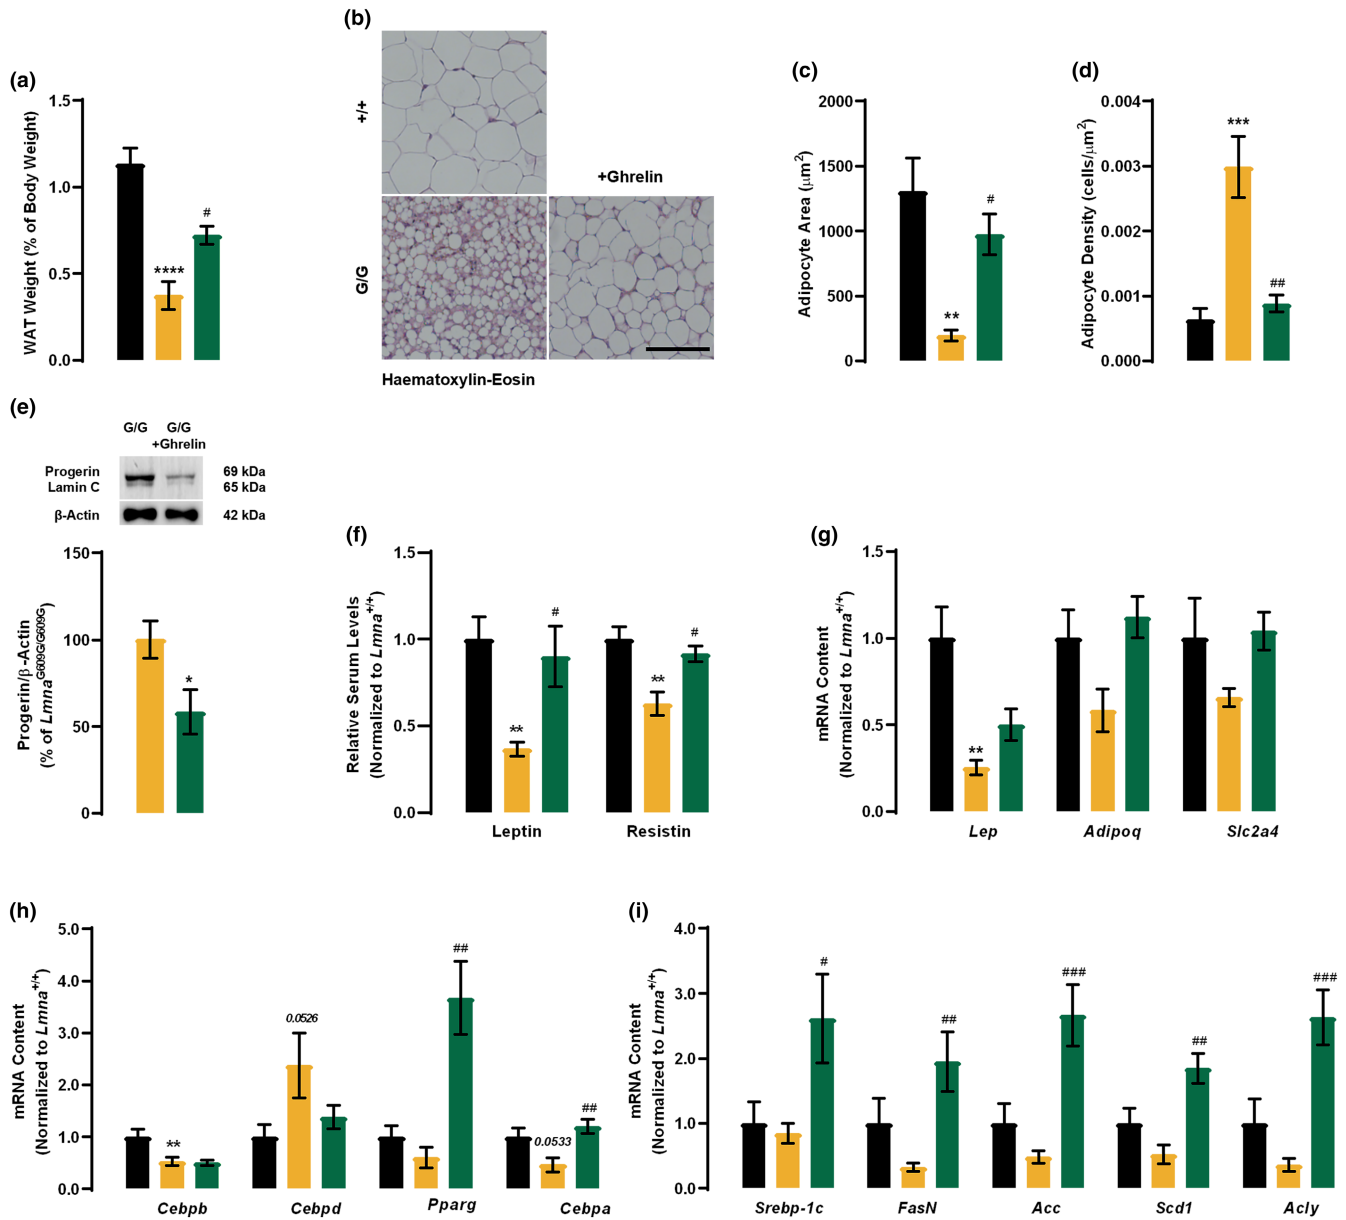 (a)
WAT Weight (% of Body Weight)
1.5
1.0
0.5
0.0
****
#
(b)
+/+
G/G
+Ghrelin
Haematoxylin-Eosin
(c)
Adipocyte Area (μm2)
2000
1500
1000
500
0
**
#
(d)
Adipocyte Density (cells/μm2)
0.004
0.003
0.002
0.001
0.000
***
##
(e)
G/G G/G
+Ghrelin
Progerin 69 kDa
Lamin C 65 kDa
β-Actin 42 kDa
Progerin/β-Actin
(% of LmnaG609G/G609G)
150
100
50
0
*
(f)
Relative Serum Levels
(Normalized to Lmna+/+)
1.5
1.0
0.5
0.0
**
#
**
#
Leptin Resistin
(g)
mRNA Content
(Normalized to Lmna+/+)
1.5
1.0
0.5
0.0
**
Lep Adipoq Slc2a4
(h)
mRNA Content
(Normalized to Lmna+/+)
5.0
4.0
3.0
2.0
1.0
0.0
**
0.0526
##
0.0533
##
Cebpb Cebpd Pparg Cebpa
(i)
mRNA Content
(Normalized to Lmna+/+)
4.0
3.0
2.0
1.0
0.0
#
##
###
##
###
Srebp-1c FasN Acc Scd1 Acly